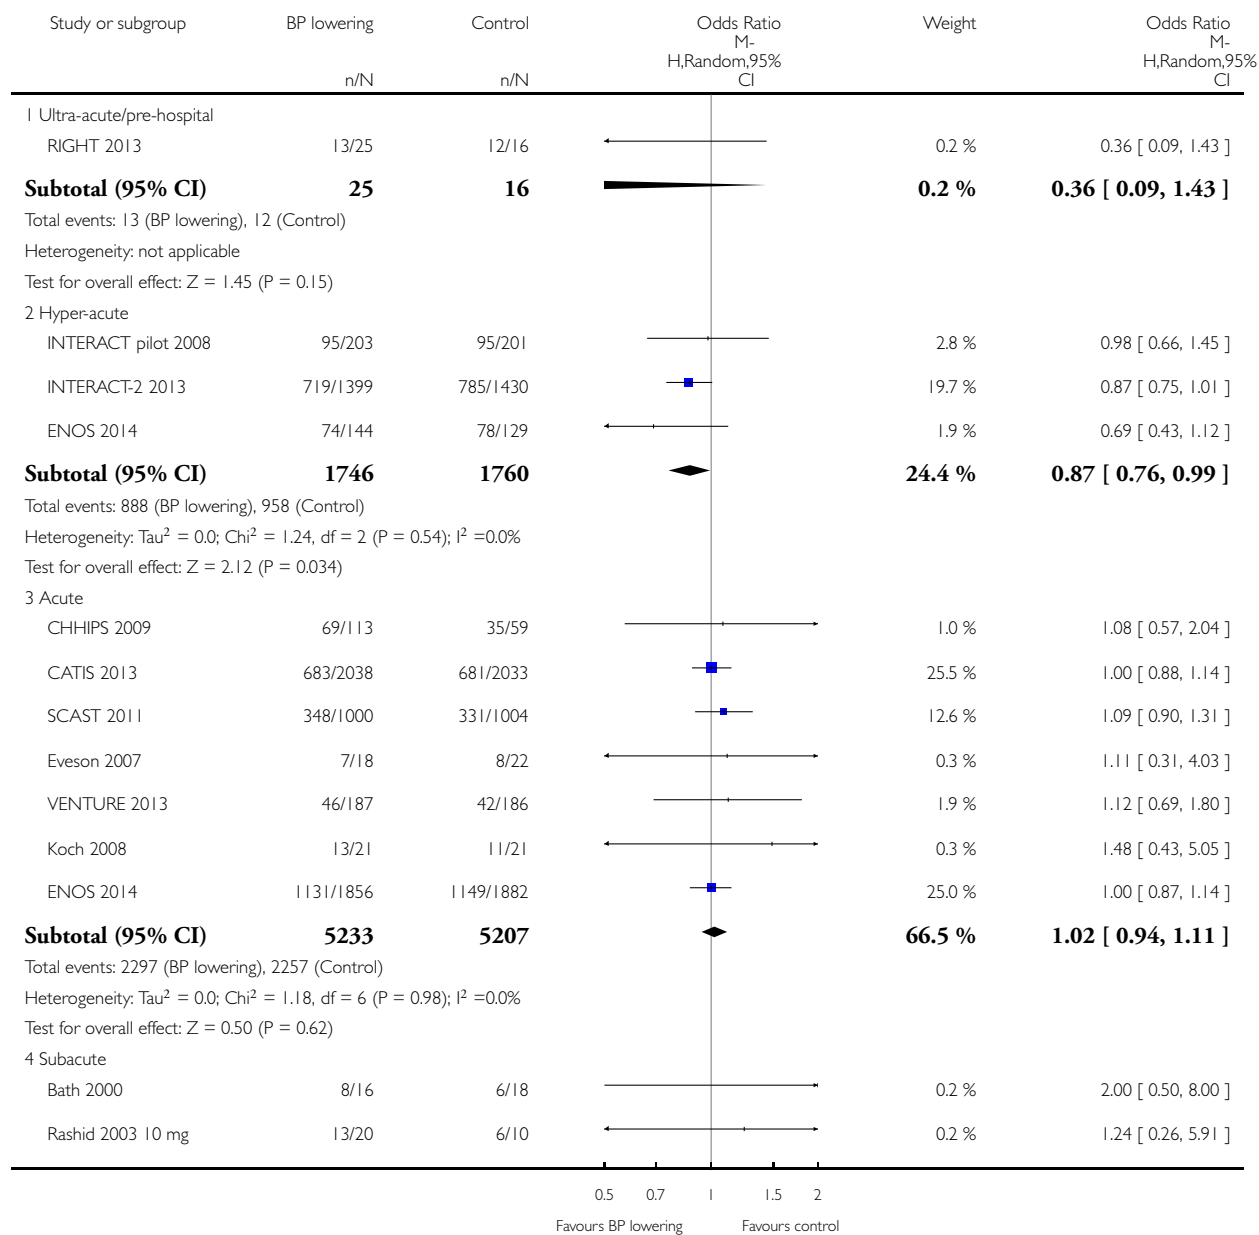 Study or subgroup BP lowering Control Odds Ratio Weight Odds Ratio
M- M-
H,Random,95% H,Random,95%
n/N n/N CI CI
1 Ultra-acute/pre-hospital
RIGHT 2013 13/25 12/16 0.2 % 0.36 [ 0.09, 1.43 ]
Subtotal (95% CI) 25 16 0.2 % 0.36 [ 0.09, 1.43 ]
Total events: 13 (BP lowering), 12 (Control)
Heterogeneity: not applicable
Test for overall effect: Z = 1.45 (P = 0.15)
2 Hyper-acute
INTERACT pilot 2008 95/203 95/201 2.8 % 0.98 [ 0.66, 1.45 ]
INTERACT-2 2013 719/1399 785/1430 19.7 % 0.87 [ 0.75, 1.01 ]
ENOS 2014 74/144 78/129 1.9 % 0.69 [ 0.43, 1.12 ]
Subtotal (95% CI) 1746 1760 24.4 % 0.87 [ 0.76, 0.99 ]
Total events: 888 (BP lowering), 958 (Control)
Heterogeneity: Tau² = 0.0; Chi² = 1.24, df = 2 (P = 0.54); I² =0.0%
Test for overall effect: Z = 2.12 (P = 0.034)
3 Acute
CHHIPS 2009 69/113 35/59 1.0 % 1.08 [ 0.57, 2.04 ]
CATIS 2013 683/2038 681/2033 25.5 % 1.00 [ 0.88, 1.14 ]
SCAST 2011 348/1000 331/1004 12.6 % 1.09 [ 0.90, 1.31 ]
Eveson 2007 7/18 8/22 0.3 % 1.11 [ 0.31, 4.03 ]
VENTURE 2013 46/187 42/186 1.9 % 1.12 [ 0.69, 1.80 ]
Koch 2008 13/21 11/21 0.3 % 1.48 [ 0.43, 5.05 ]
ENOS 2014 1131/1856 1149/1882 25.0 % 1.00 [ 0.87, 1.14 ]
Subtotal (95% CI) 5233 5207 66.5 % 1.02 [ 0.94, 1.11 ]
Total events: 2297 (BP lowering), 2257 (Control)
Heterogeneity: Tau² = 0.0; Chi² = 1.18, df = 6 (P = 0.98); I² =0.0%
Test for overall effect: Z = 0.50 (P = 0.62)
4 Subacute
Bath 2000 8/16 6/18 0.2 % 2.00 [ 0.50, 8.00 ]
Rashid 2003 10 mg 13/20 6/10 0.2 % 1.24 [ 0.26, 5.91 ]
0.5 0.7 1 1.5 2
Favours BP lowering Favours control